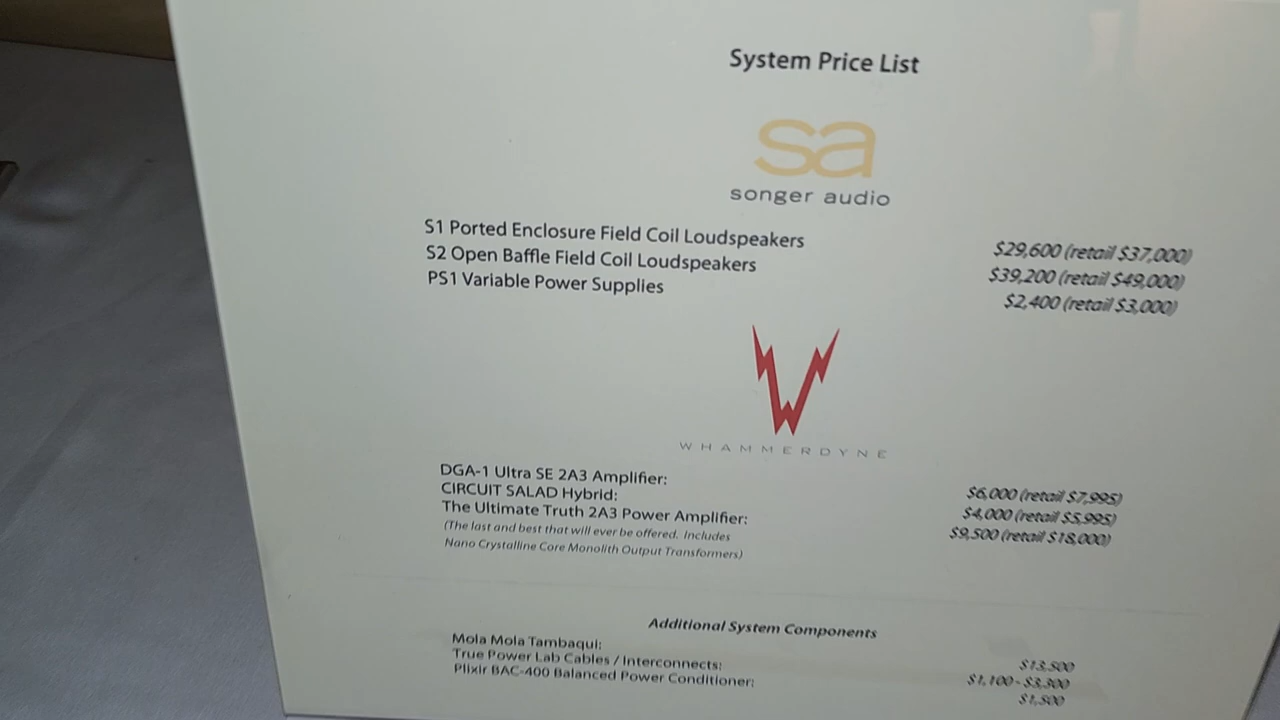 System Price List
sa
songer audio
S1 Ported Enclosure Field Coil Loudspeakers $29,600 (retail $37,000)
S2 Open Baffle Field Coil Loudspeakers $39,200 (retail $49,000)
PS1 Variable Power Supplies $2,400 (retail $3,000)
W
WHAMMERDYNE
DGA-1 Ultra SE 2A3 Amplifier: $6,000 (retail $7,995)
CIRCUIT SALAD Hybrid: $4,000 (retail $5,995)
The Ultimate Truth 2A3 Power Amplifier: $9,500 (retail $18,000)
(The last and best that will ever be offered. Includes
Nano Crystalline Core Monolith Output Transformers)
Additional System Components
Mola Mola Tambaqui: $13,500
True Power Lab Cables / Interconnects: $1,100 - $3,300
Plixir BAC-400 Balanced Power Conditioner: $1,500